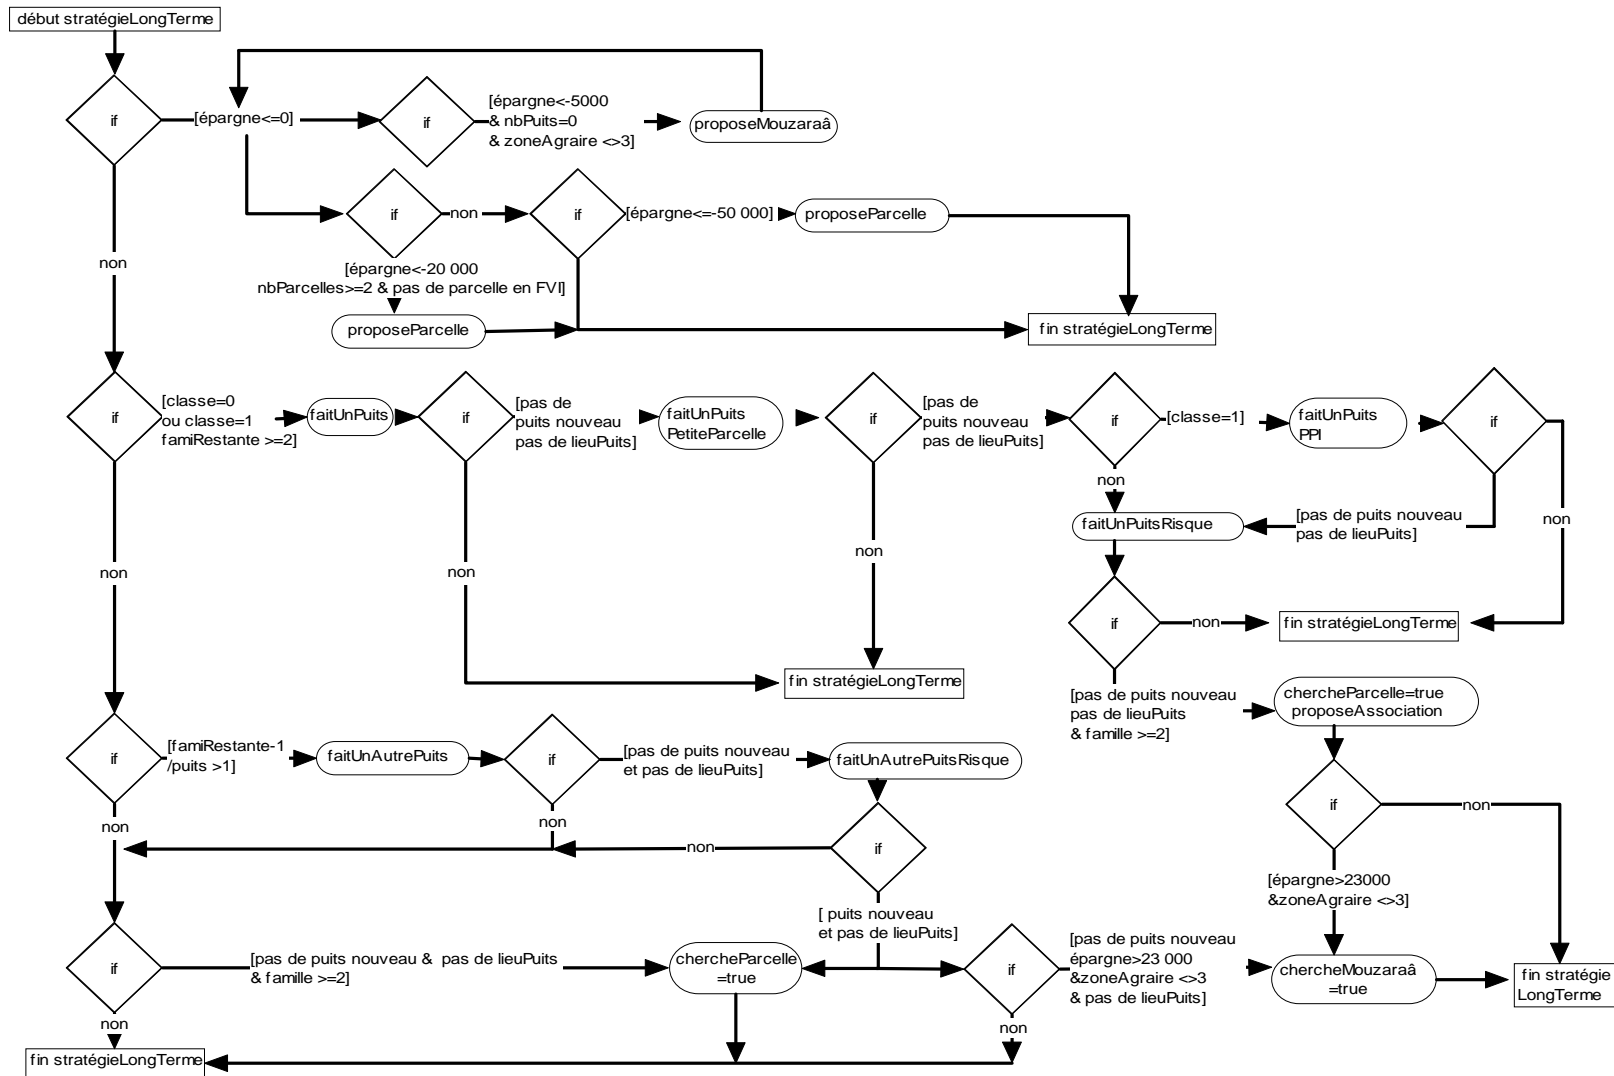 début stratégieLongTerme
if
[épargne<=0]
if
[épargne<-5000
& nbPuits=0
& zoneAgraire <>3]
proposeMouzaraâ
if
non
if
[épargne<=-50 000]
proposeParcelle
non
[épargne<-20 000
nbParcelles>=2 & pas de parcelle en FVI]
proposeParcelle
fin stratégieLongTerme
if
[classe=0
ou classe=1
famiRestante >=2]
faitUnPuits
if
[pas de
puits nouveau
pas de lieuPuits]
faitUnPuits
PetiteParcelle
if
[pas de
puits nouveau
pas de lieuPuits]
if
[classe=1]
faitUnPuits
PPI
if
non
faitUnPuitsRisque
[pas de puits nouveau
pas de lieuPuits]
non
non
non
non
if
non
fin stratégieLongTerme
fin stratégieLongTerme
[pas de puits nouveau
pas de lieuPuits
& famille >=2]
chercheParcelle=true
proposeAssociation
if
[famiRestante-1
/puits >1]
faitUnAutrePuits
if
[pas de puits nouveau
et pas de lieuPuits]
faitUnAutrePuitsRisque
if
non
non
non
non
if
[épargne>23000
&zoneAgraire <>3]
[ puits nouveau
et pas de lieuPuits]
if
[pas de puits nouveau & pas de lieuPuits
& famille >=2]
chercheParcelle
=true
if
[pas de puits nouveau
épargne>23 000
&zoneAgraire <>3
& pas de lieuPuits]
chercheMouzaraâ
=true
fin stratégie
LongTerme
non
non
fin stratégieLongTerme